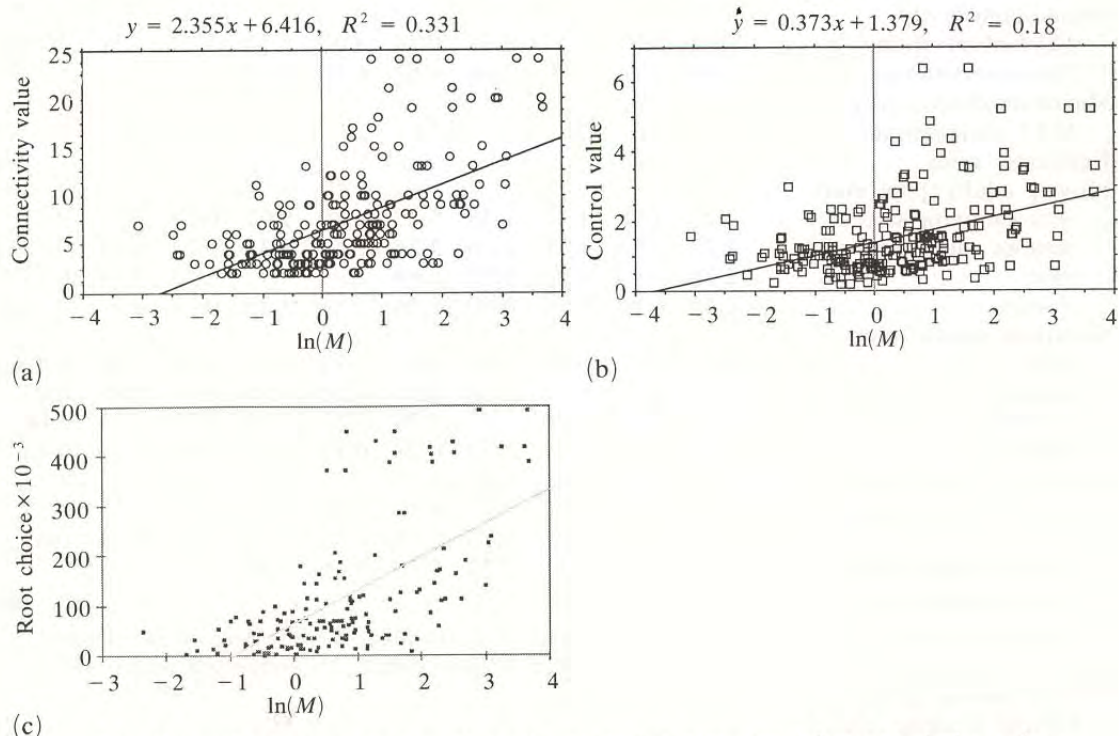 y = 2.355x+6.416, R² = 0.331
Connectivity value
25
20
15
10
5
0
−4 −3 −2 −1 0 1 2 3 4
ln(M)
(a)
y = 0.373x+1.379, R² = 0.18
Control value
6
4
2
0
−4 −3 −2 −1 0 1 2 3 4
ln(M)
(b)
Root choice × 10⁻³
500
400
300
200
100
0
−3 −2 −1 0 1 2 3 4
ln(M)
(c)